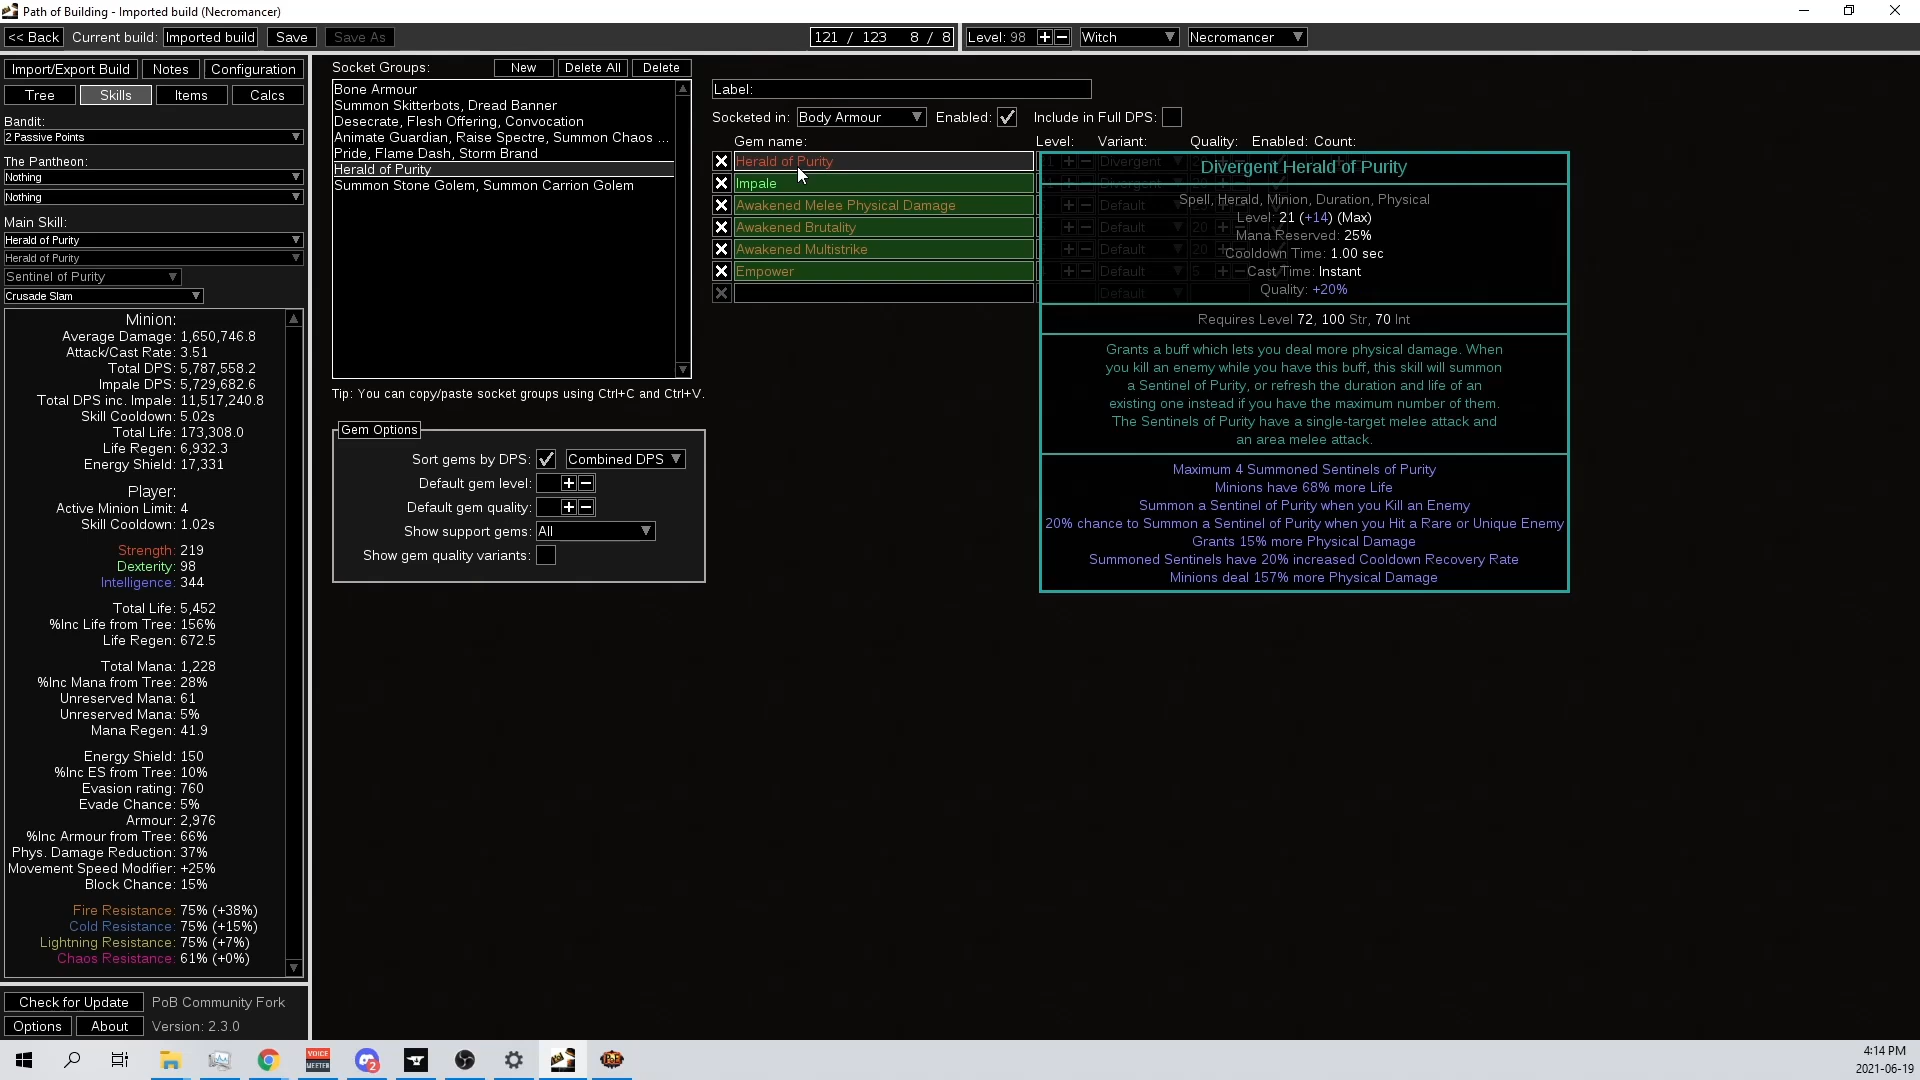 Path of Building - Imported build (Necromancer)
<< Back Current build: Imported build Save Save As 121 / 123 8 / 8 Level: 98 + - Witch Necromancer
Import/Export Build Notes Configuration
Tree Skills Items Calcs
Bandit:
2 Passive Points
The Pantheon:
Nothing
Nothing
Main Skill:
Herald of Purity
Herald of Purity
Sentinel of Purity
Crusade Slam
Minion:
Average Damage: 1,650,746.8
Attack/Cast Rate: 3.51
Total DPS: 5,787,558.2
Impale DPS: 5,729,682.6
Total DPS inc. Impale: 11,517,240.8
Skill Cooldown: 5.02s
Total Life: 173,308.0
Life Regen: 6,932.3
Energy Shield: 17,331
Player:
Active Minion Limit: 4
Skill Cooldown: 1.02s
Strength: 219
Dexterity: 98
Intelligence: 344
Total Life: 5,452
%Inc Life from Tree: 156%
Life Regen: 672.5
Total Mana: 1,228
%Inc Mana from Tree: 28%
Unreserved Mana: 61
Unreserved Mana: 5%
Mana Regen: 41.9
Energy Shield: 150
%Inc ES from Tree: 10%
Evasion rating: 760
Evade Chance: 5%
Armour: 2,976
%Inc Armour from Tree: 66%
Phys. Damage Reduction: 37%
Movement Speed Modifier: +25%
Block Chance: 15%
Fire Resistance: 75% (+38%)
Cold Resistance: 75% (+15%)
Lightning Resistance: 75% (+7%)
Chaos Resistance: 61% (+0%)
Check for Update PoB Community Fork
Options About Version: 2.3.0
Socket Groups: New Delete All Delete
Bone Armour
Summon Skitterbots, Dread Banner
Desecrate, Flesh Offering, Convocation
Animate Guardian, Raise Spectre, Summon Chaos ...
Pride, Flame Dash, Storm Brand
Herald of Purity
Summon Stone Golem, Summon Carrion Golem
Tip: You can copy/paste socket groups using Ctrl+C and Ctrl+V.
Gem Options
Sort gems by DPS: Combined DPS
Default gem level: + -
Default gem quality: + -
Show support gems: All
Show gem quality variants:
Label:
Socketed in: Body Armour Enabled: Include in Full DPS:
Gem name: Level: Variant: Quality: Enabled: Count:
Herald of Purity
Impale
Awakened Melee Physical Damage
Awakened Brutality
Awakened Multistrike
Empower
Divergent Herald of Purity
Spell, Herald, Minion, Duration, Physical
Level: 21 (+14) (Max)
Mana Reserved: 25%
Cooldown Time: 1.00 sec
Cast Time: Instant
Quality: +20%
Requires Level 72, 100 Str, 70 Int
Grants a buff which lets you deal more physical damage. When
you kill an enemy while you have this buff, this skill will summon
a Sentinel of Purity, or refresh the duration and life of an
existing one instead if you have the maximum number of them.
The Sentinels of Purity have a single-target melee attack and
an area melee attack.
Maximum 4 Summoned Sentinels of Purity
Minions have 68% more Life
Summon a Sentinel of Purity when you Kill an Enemy
20% chance to Summon a Sentinel of Purity when you Hit a Rare or Unique Enemy
Grants 15% more Physical Damage
Summoned Sentinels have 20% increased Cooldown Recovery Rate
Minions deal 157% more Physical Damage
VOICE
MEETER
2
4:14 PM
2021-06-19